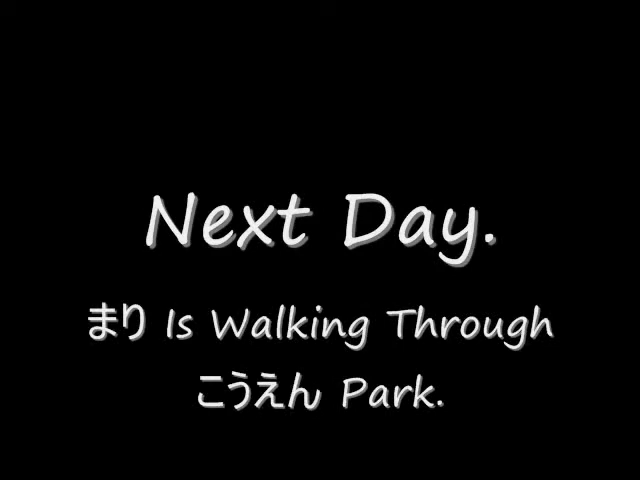 Next Day.
まり Is Walking Through
こうえん Park.